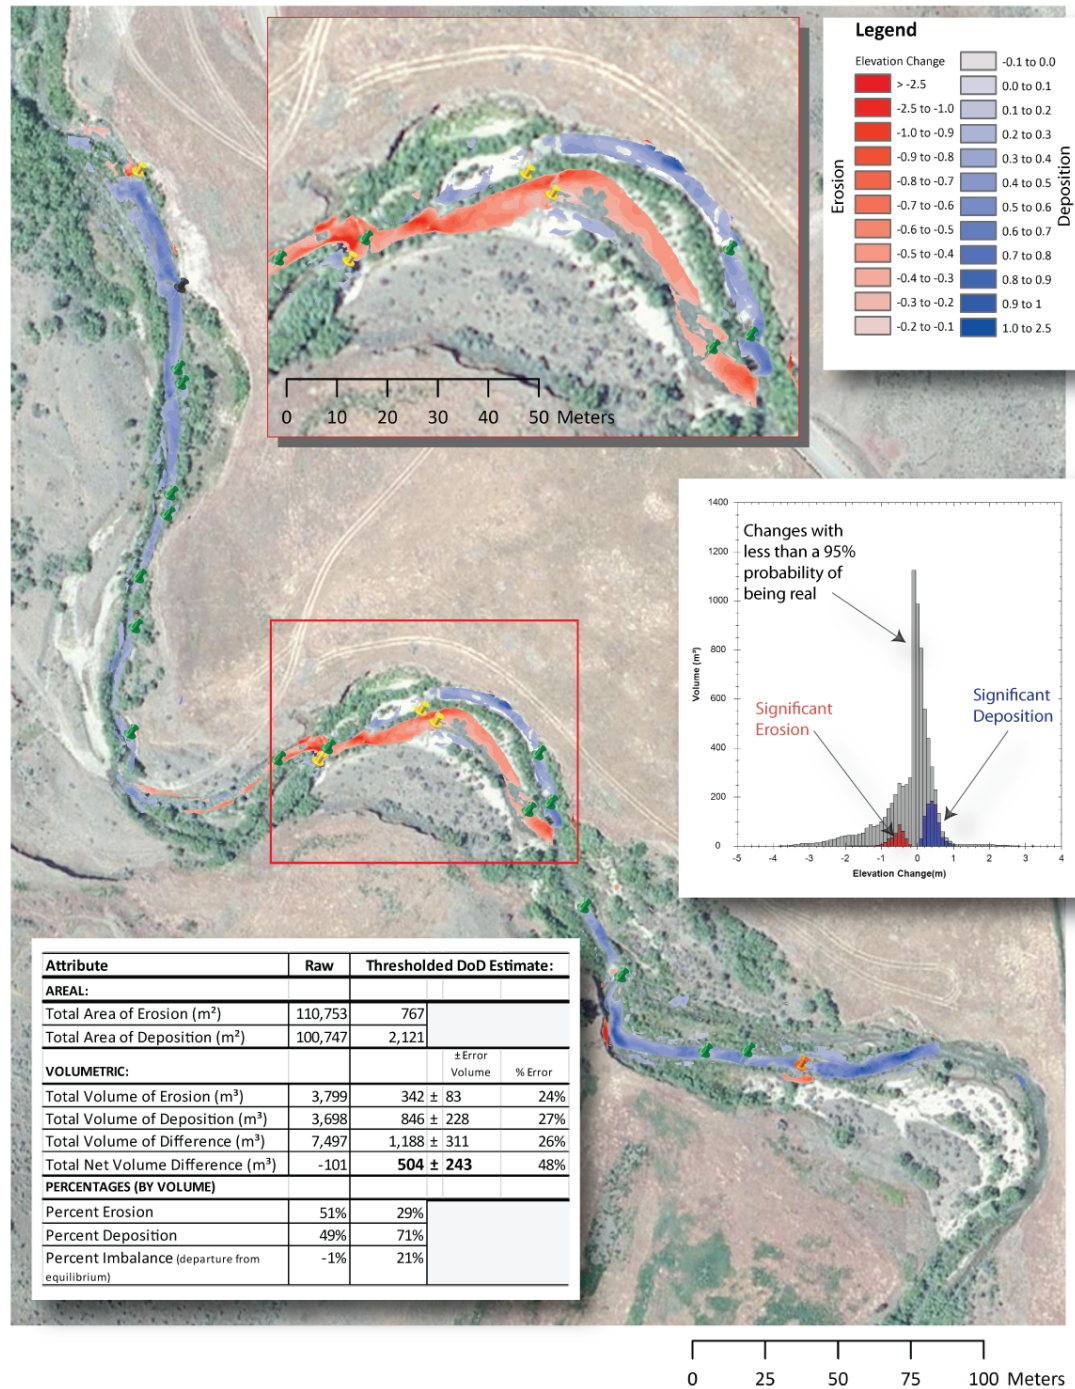 Legend
Elevation Change
Erosion
> -2.5
-2.5 to -1.0
-1.0 to -0.9
-0.9 to -0.8
-0.8 to -0.7
-0.7 to -0.6
-0.6 to -0.5
-0.5 to -0.4
-0.4 to -0.3
-0.3 to -0.2
-0.2 to -0.1
-0.1 to 0.0
0.0 to 0.1
0.1 to 0.2
0.2 to 0.3
0.3 to 0.4
0.4 to 0.5
0.5 to 0.6
0.6 to 0.7
0.7 to 0.8
0.8 to 0.9
0.9 to 1
1.0 to 2.5
Deposition
0 10 20 30 40 50 Meters
1400
1200
1000
800
600
400
200
0
Volume (m³)
Changes with
less than a 95%
probability of
being real
Significant
Erosion
Significant
Deposition
-5 -4 -3 -2 -1 0 1 2 3 4
Elevation Change(m)
Attribute Raw Thresholded DoD Estimate:
AREAL:
Total Area of Erosion (m²) 110,753 767
Total Area of Deposition (m²) 100,747 2,121
VOLUMETRIC: ± Error Volume % Error
Total Volume of Erosion (m³) 3,799 342 ± 83 24%
Total Volume of Deposition (m³) 3,698 846 ± 228 27%
Total Volume of Difference (m³) 7,497 1,188 ± 311 26%
Total Net Volume Difference (m³) -101 504 ± 243 48%
PERCENTAGES (BY VOLUME)
Percent Erosion 51% 29%
Percent Deposition 49% 71%
Percent Imbalance (departure from -1% 21%
equilibrium)
0 25 50 75 100 Meters